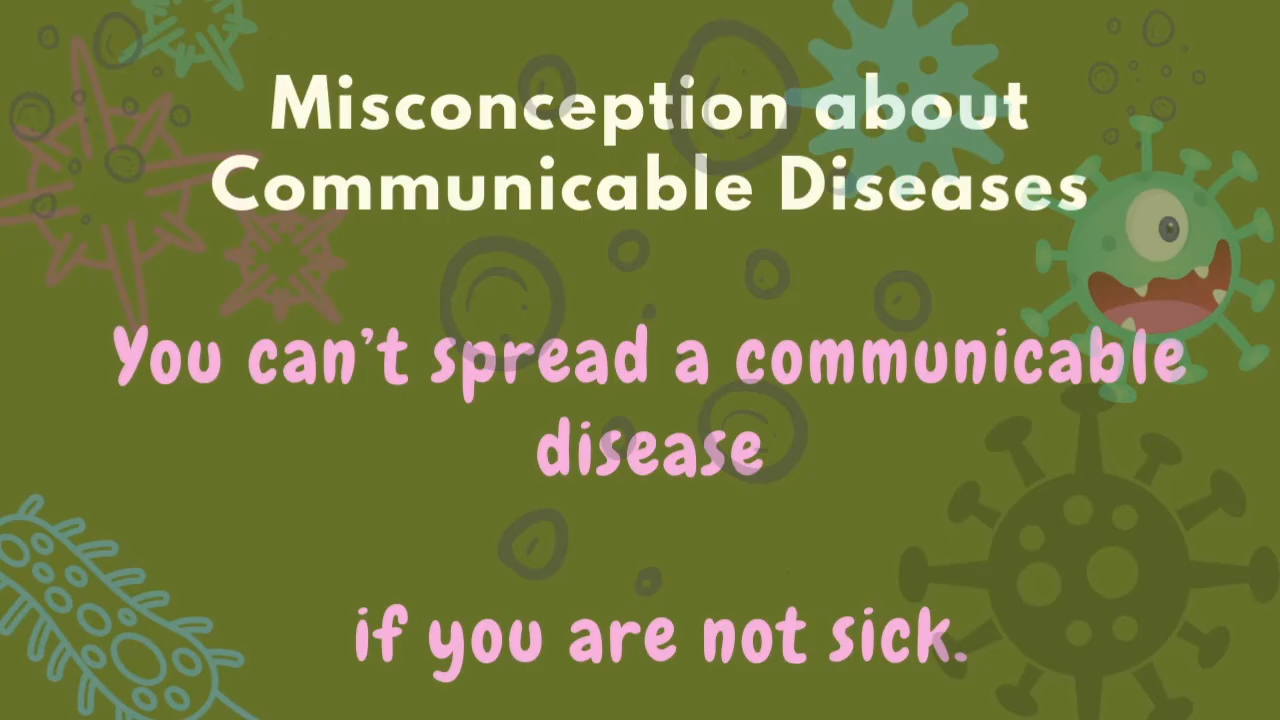 Misconception about
Communicable Diseases
You can’t spread a communicable
disease
if you are not sick.